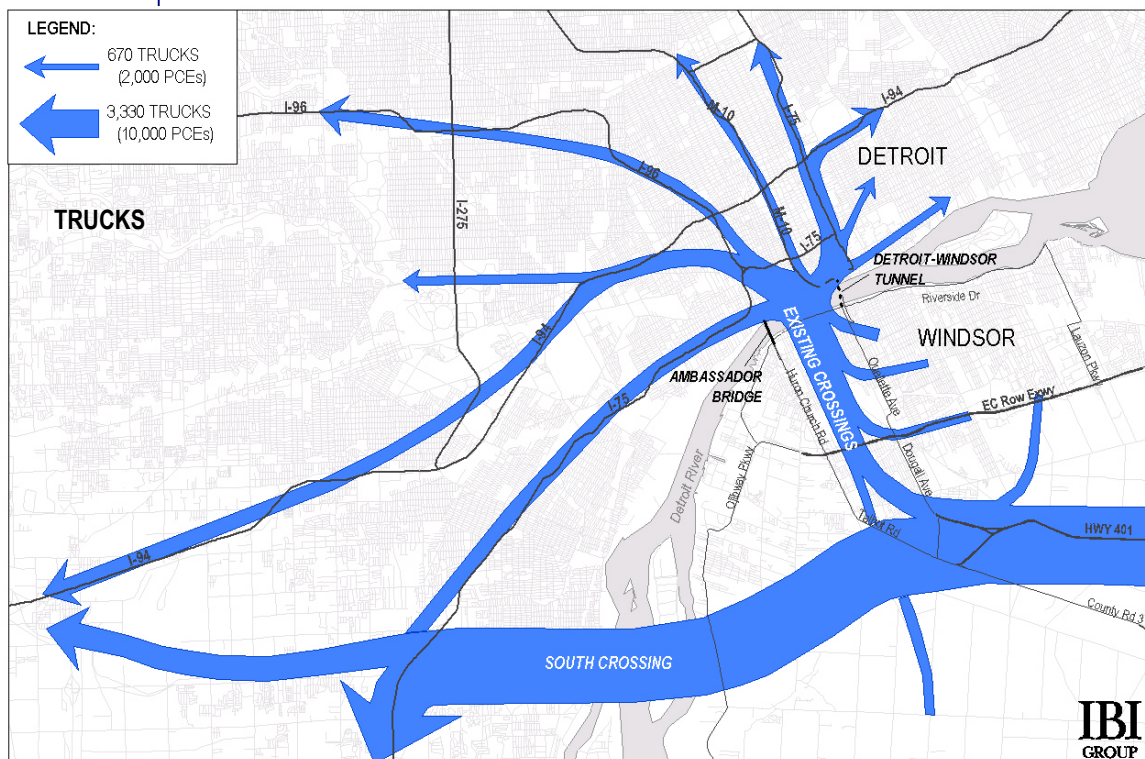 LEGEND:
670 TRUCKS
(2,000 PCEs)
3,330 TRUCKS
(10,000 PCEs)
TRUCKS
I-96
I-96
I-275
M-10
M-10
I-75
I-94
DETROIT
I-75
DETROIT-WINDSOR
TUNNEL
Riverside Dr
WINDSOR
Lauzon Pkwy
EXISTING CROSSINGS
Ouellette Ave
AMBASSADOR
BRIDGE
Huron Church Rd
EC Row Exwy
I-94
I-75
Ojibway Pkwy
Detroit River
Dougall Ave
Talbot Rd
HWY 401
I-94
County Rd 3
SOUTH CROSSING
IBI
GROUP